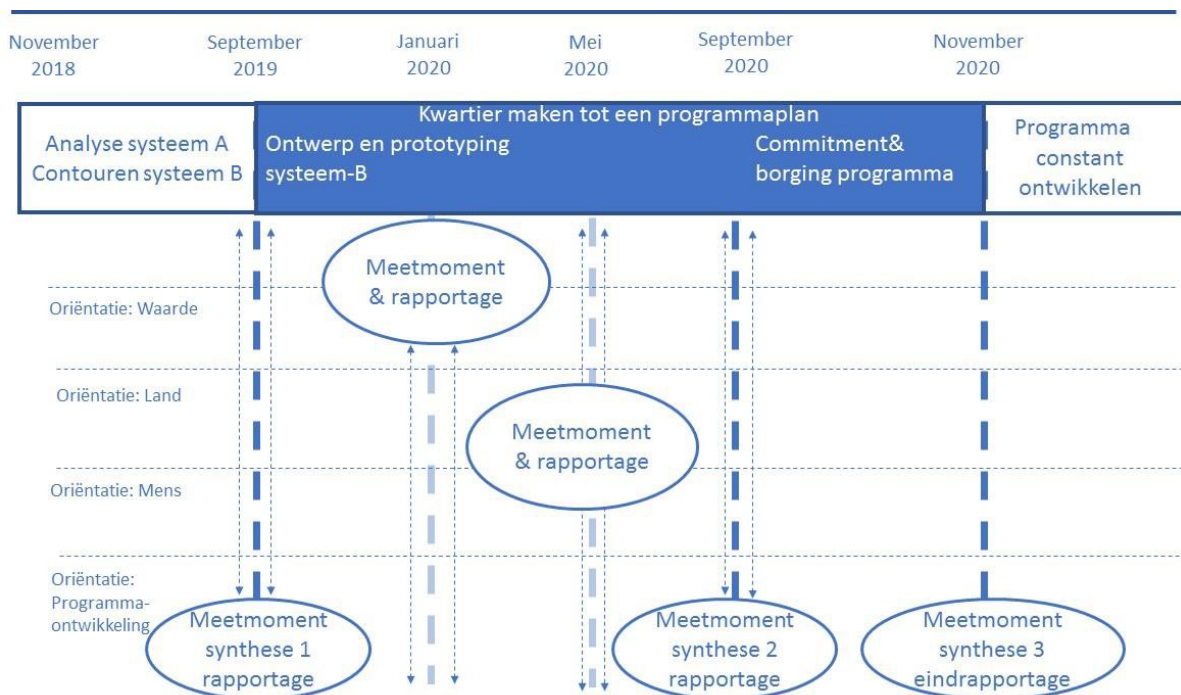 November
2018
September
2019
Januari
2020
Mei
2020
September
2020
November
2020
Kwartier maken tot een programmaplan
Analyse systeem A
Contouren systeem B
Ontwerp en prototyping
systeem-B
Commitment&
borging programma
Programma
constant
ontwikkelen
Meetmoment
& rapportage
Oriëntatie: Waarde
Oriëntatie: Land
Meetmoment
& rapportage
Oriëntatie: Mens
Oriëntatie:
Programma-
ontwikkeling
Meetmoment
synthese 1
rapportage
Meetmoment
synthese 2
rapportage
Meetmoment
synthese 3
eindrapportage